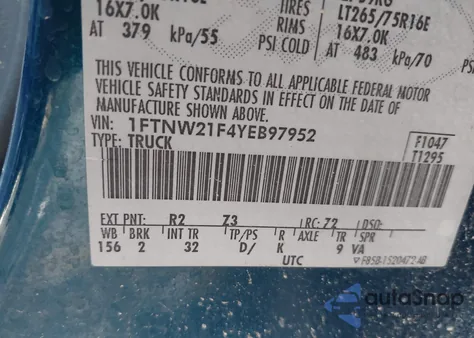 16X7.0K TIRES LT265/75R16E
RIMS 16X7.0K
AT 379 kPa/55 PSI COLD AT 483 kPa/70
THIS VEHICLE CONFORMS TO ALL APPLICABLE FEDERAL MOTOR
VEHICLE SAFETY STANDARDS IN EFFECT ON THE DATE OF
MANUFACTURE SHOWN ABOVE.
VIN: 1FTNW21F4YEB97952
TYPE: TRUCK
F1047
T1295
EXT PNT: R2 Z3 RC: 72 DSO:
WB BRK INT TR TP/PS R AXLE TR SPR
156 2 32 D/ K 9 VA
UTC
autoSnap